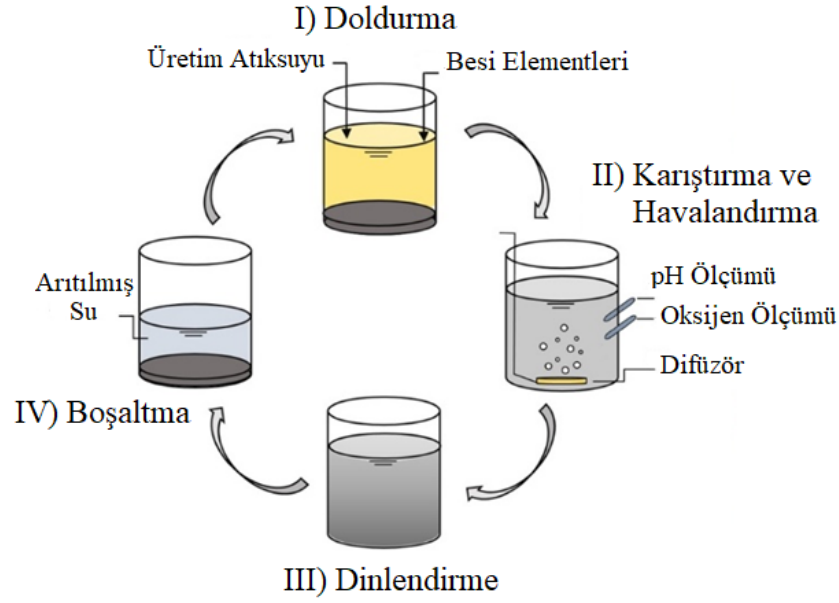 I) Doldurma
Üretim Atıksuyu
Besi Elementleri
II) Karıştırma ve
Havalandırma
pH Ölçümü
Oksijen Ölçümü
Difüzör
III) Dinlendirme
IV) Boşaltma
Arıtılmış
Su